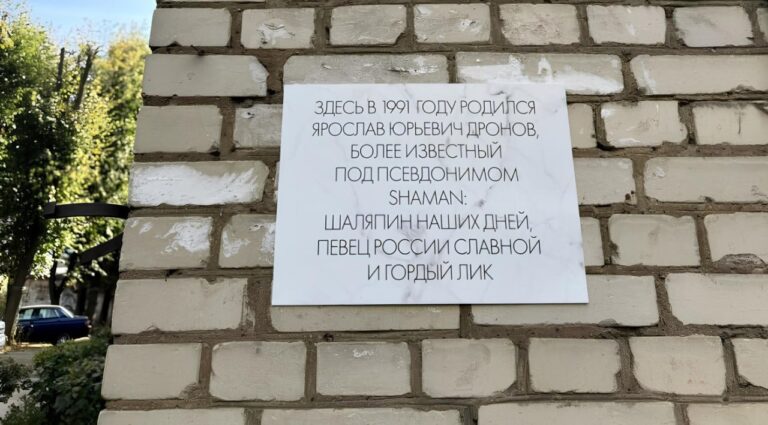 ЗДЕСЬ В 1991 ГОДУ РОДИЛСЯ
ЯРОСЛАВ ЮРЬЕВИЧ ДРОНОВ,
БОЛЕЕ ИЗВЕСТНЫЙ
ПОД ПСЕВДОНИМОМ
SHAMAN:
ШАЛЯПИН НАШИХ ДНЕЙ,
ПЕВЕЦ РОССИИ СЛАВНОЙ
И ГОРДЫЙ ЛИК